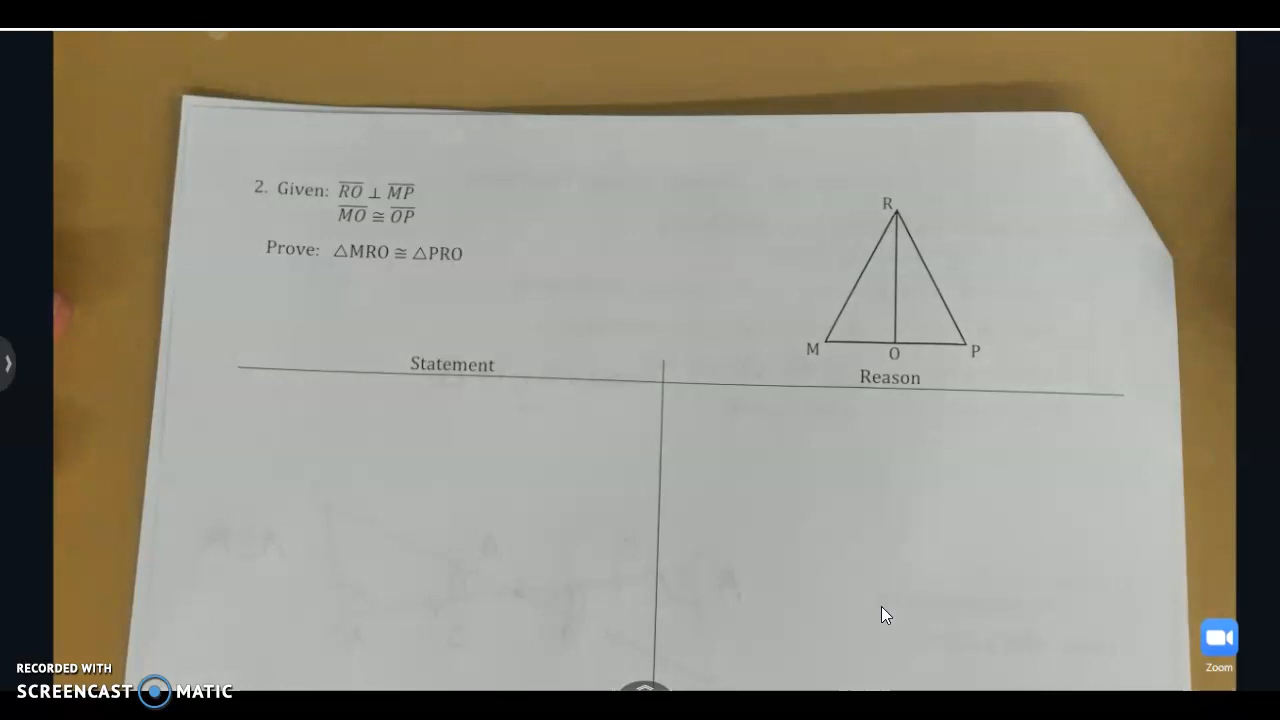 2. Given: RO ⊥ MP
MO ≅ OP
Prove: △MRO ≅ △PRO
R
M
O
P
Statement
Reason
Zoom
RECORDED WITH
SCREENCAST MATIC